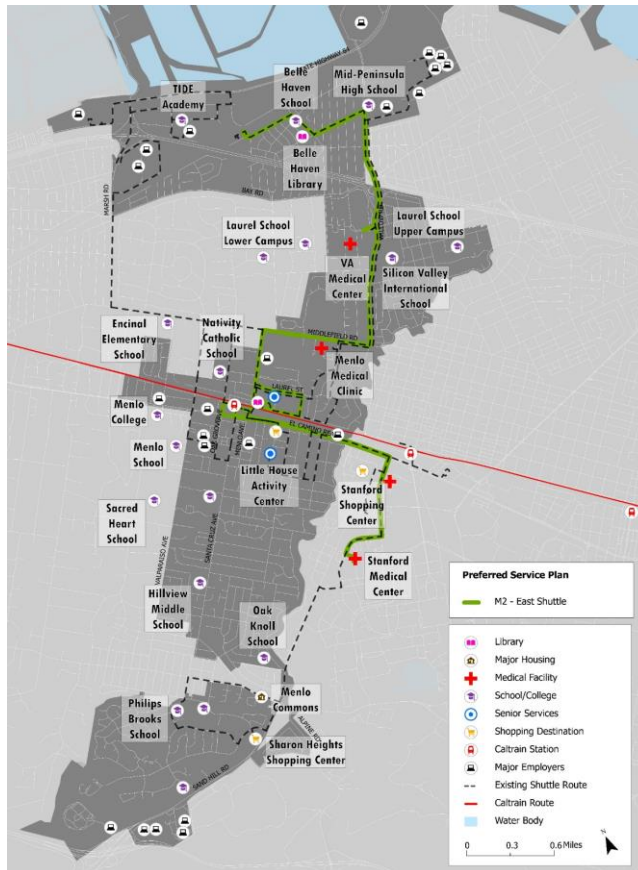 STATE HIGHWAY 84
Belle
Haven
School
Mid-Peninsula
High School
TIDE
Academy
Belle
Haven
Library
MARSH RD
BAY RD
Laurel School
Lower Campus
Laurel School
Upper Campus
VA
Medical
Center
Silicon Valley
International
School
Encinal
Elementary
School
Nativity
Catholic
School
MIDDLEFIELD RD
Menlo
Medical
Clinic
LAUREL ST
Menlo
College
EL CAMINO REAL
Menlo
School
Little House
Activity
Center
Stanford
Shopping
Center
Sacred
Heart
School
SANTA CRUZ AVE
VALPARAISO AVE
Stanford
Medical
Center
Hillview
Middle
School
Oak
Knoll
School
Philips
Brooks
School
Menlo
Commons
ALPINE RD
Sharon Heights
Shopping Center
SAND HILL RD
Preferred Service Plan
M2 - East Shuttle
Library
Major Housing
Medical Facility
School/College
Senior Services
Shopping Destination
Caltrain Station
Major Employers
Existing Shuttle Route
Caltrain Route
Water Body
0 0.3 0.6 Miles